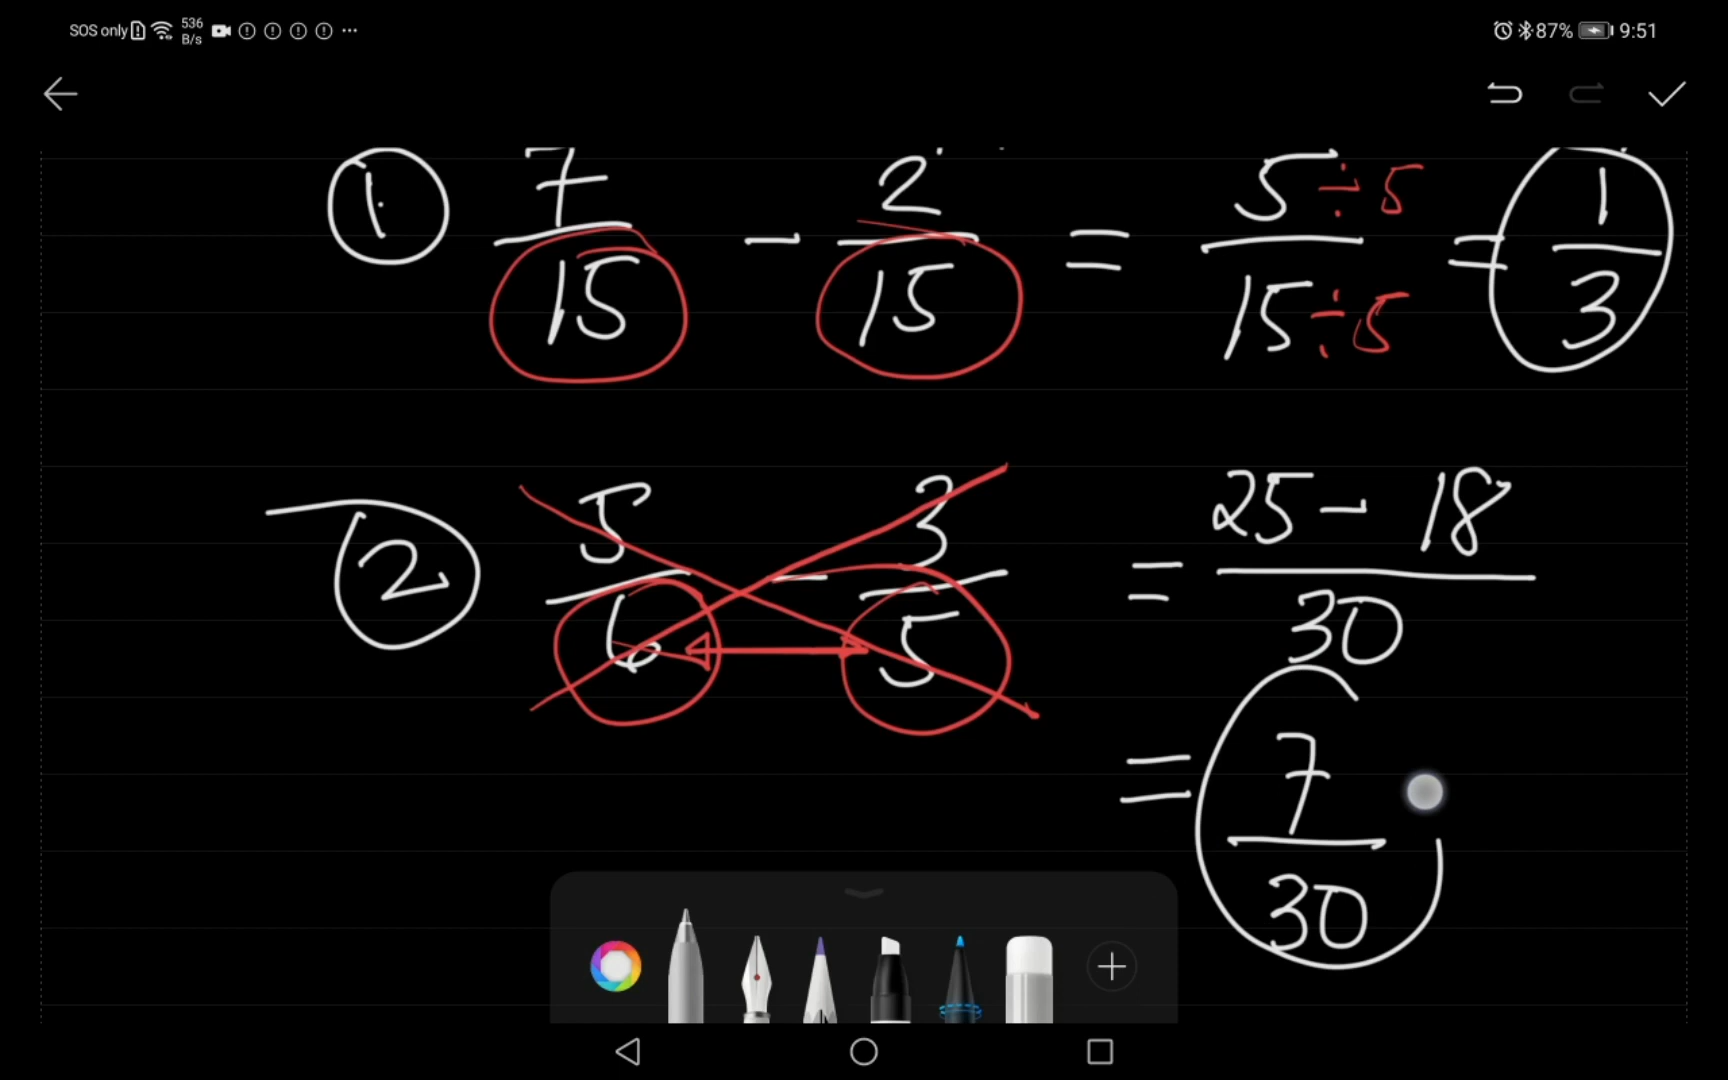 SOS only 536 B/s 87% 9:51
① 7/15 - 2/15 = 5÷5/15÷5 = 1/3
② 5/6 - 3/5 = 25-18/30
= 7/30